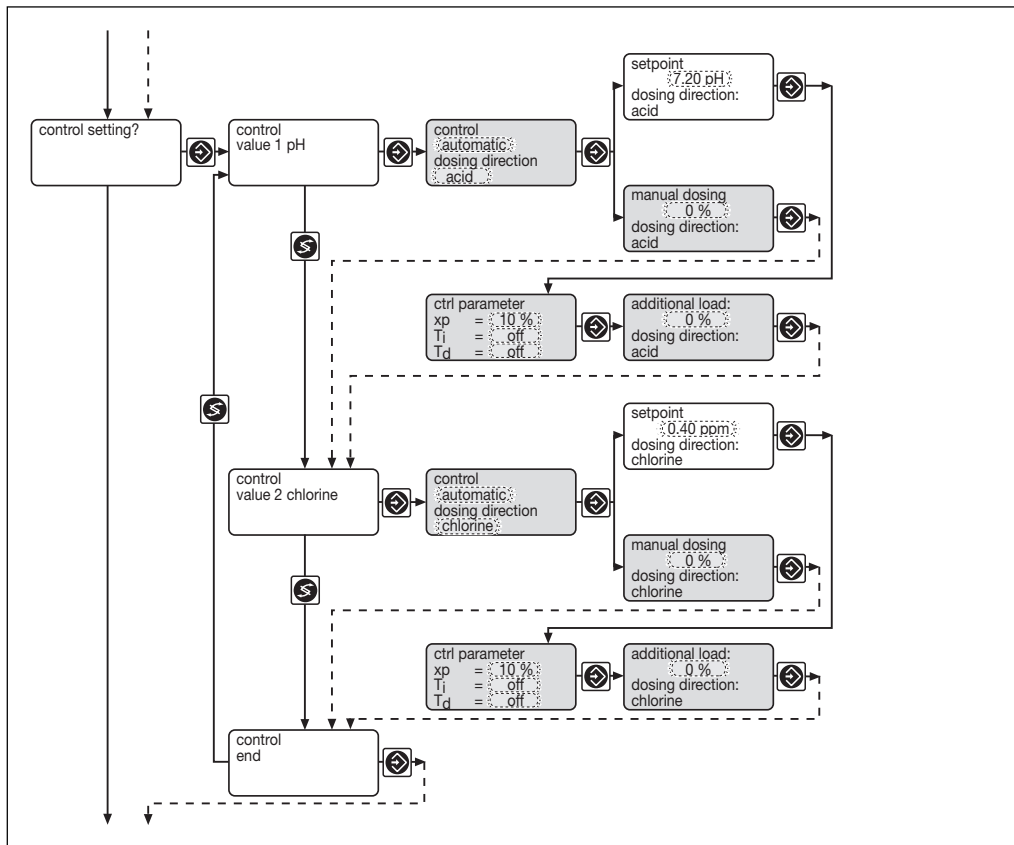 control setting?
control
value 1 pH
control
automatic
dosing direction
acid
setpoint
7.20 pH
dosing direction:
acid
manual dosing
0 %
dosing direction:
acid
ctrl parameter
xp = 10 %
Ti = off
Td = off
additional load:
0 %
dosing direction:
acid
control
value 2 chlorine
control
automatic
dosing direction
chlorine
setpoint
0.40 ppm
dosing direction:
chlorine
manual dosing
0 %
dosing direction:
chlorine
ctrl parameter
xp = 10 %
Ti = off
Td = off
additional load:
0 %
dosing direction:
chlorine
control
end